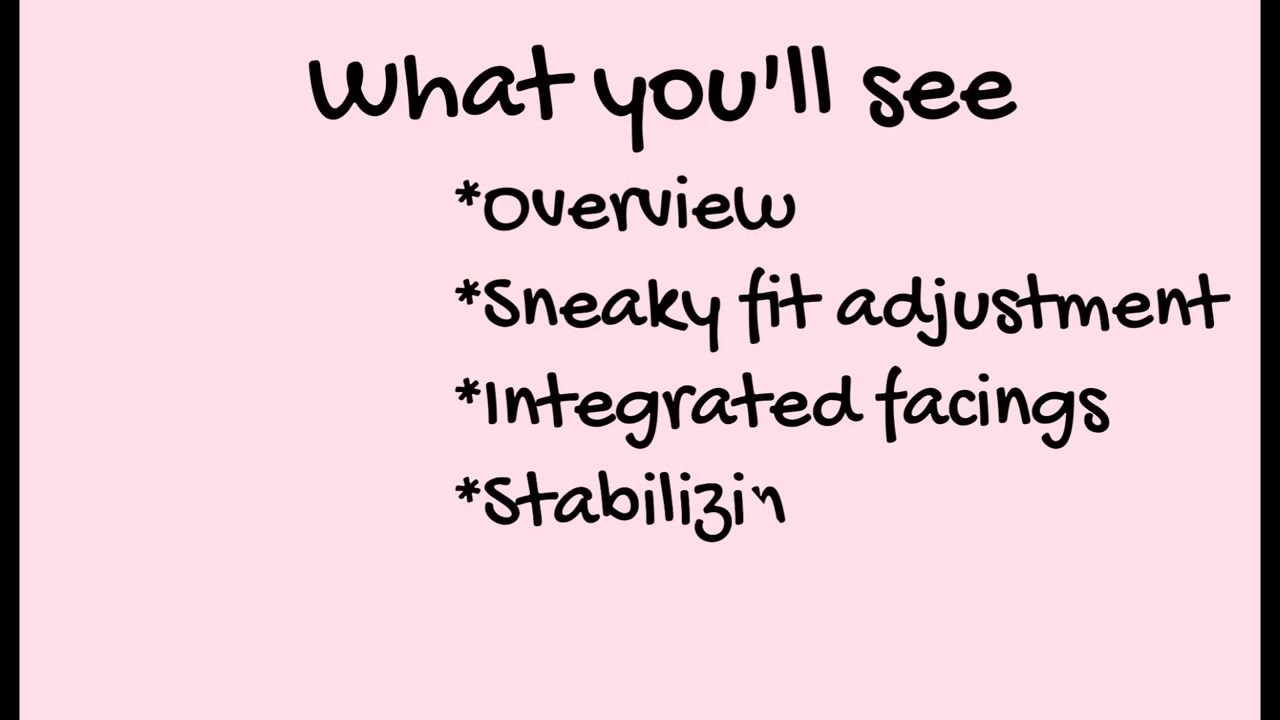 What you'll see
*Overview
*Sneaky fit adjustment
*Integrated facings
*Stabilizin